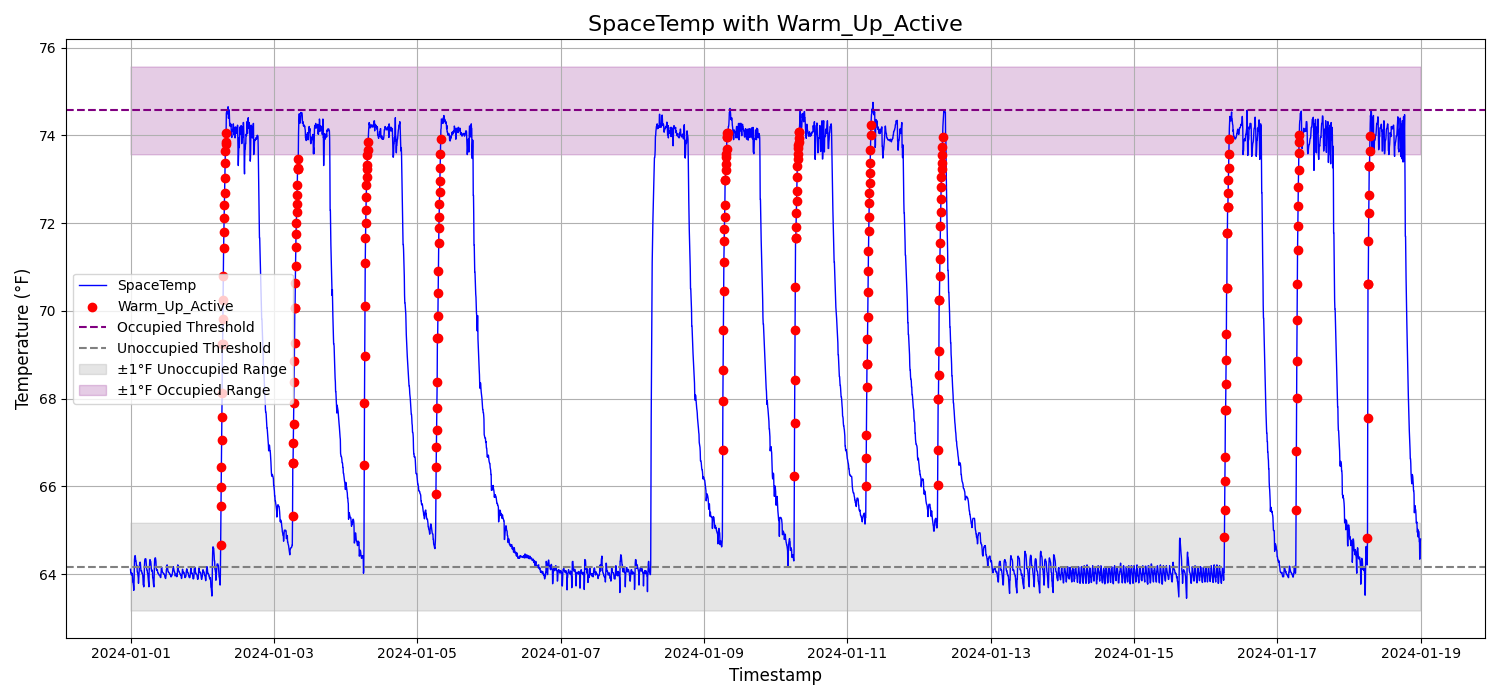 SpaceTemp with Warm_Up_Active
Temperature (°F)
76
74
72
70
68
66
64
SpaceTemp
Warm_Up_Active
Occupied Threshold
Unoccupied Threshold
±1°F Unoccupied Range
±1°F Occupied Range
2024-01-01 2024-01-03 2024-01-05 2024-01-07 2024-01-09 2024-01-11 2024-01-13 2024-01-15 2024-01-17 2024-01-19
Timestamp